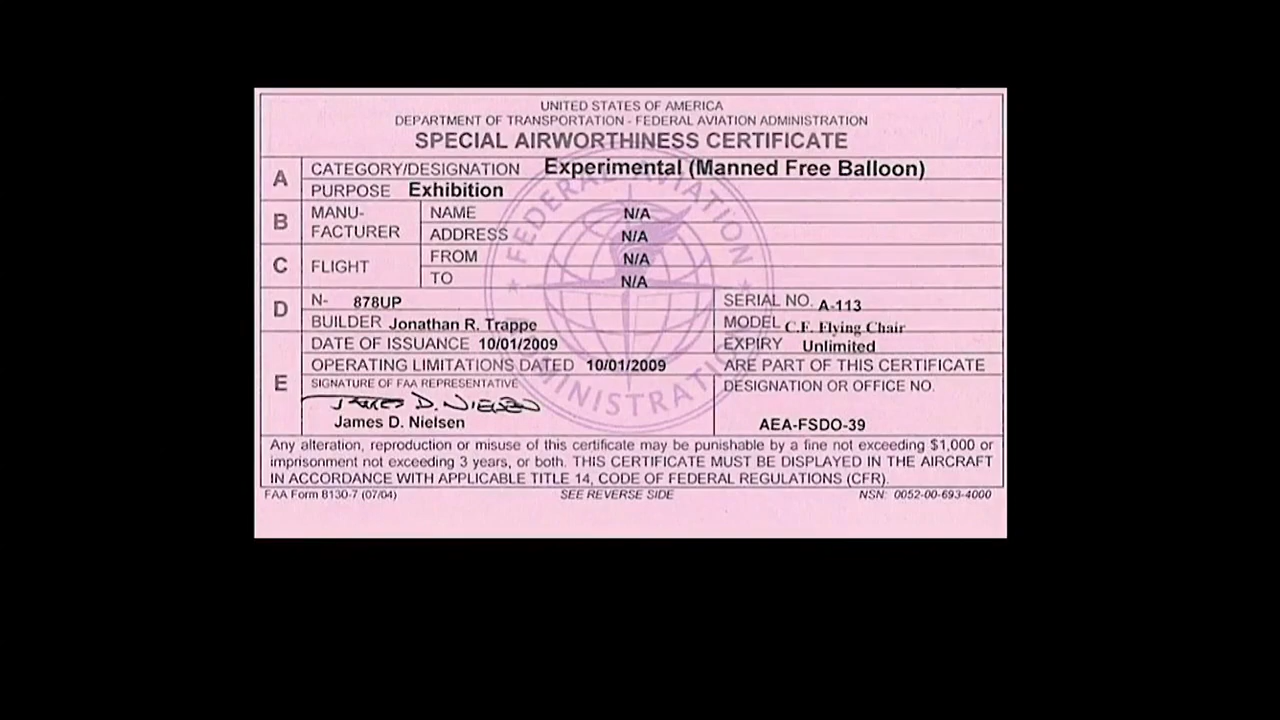 UNITED STATES OF AMERICA
DEPARTMENT OF TRANSPORTATION - FEDERAL AVIATION ADMINISTRATION
SPECIAL AIRWORTHINESS CERTIFICATE
A CATEGORY/DESIGNATION Experimental (Manned Free Balloon)
PURPOSE Exhibition
B MANU-FACTURER NAME N/A
ADDRESS N/A
C FLIGHT FROM N/A
TO N/A
D N- 878UP SERIAL NO. A-113
BUILDER Jonathan R. Trappe MODEL C.F. Flying Chair
E DATE OF ISSUANCE 10/01/2009 EXPIRY Unlimited
OPERATING LIMITATIONS DATED 10/01/2009 ARE PART OF THIS CERTIFICATE
SIGNATURE OF FAA REPRESENTATIVE DESIGNATION OR OFFICE NO.
James D. Nielsen
James D. Nielsen AEA-FSDO-39
Any alteration, reproduction or misuse of this certificate may be punishable by a fine not exceeding $1,000 or
imprisonment not exceeding 3 years, or both. THIS CERTIFICATE MUST BE DISPLAYED IN THE AIRCRAFT
IN ACCORDANCE WITH APPLICABLE TITLE 14, CODE OF FEDERAL REGULATIONS (CFR).
FAA Form 8130-7 (07/04) SEE REVERSE SIDE NSN: 0052-00-693-4000
FEDERAL AVIATION
ADMINISTRATION